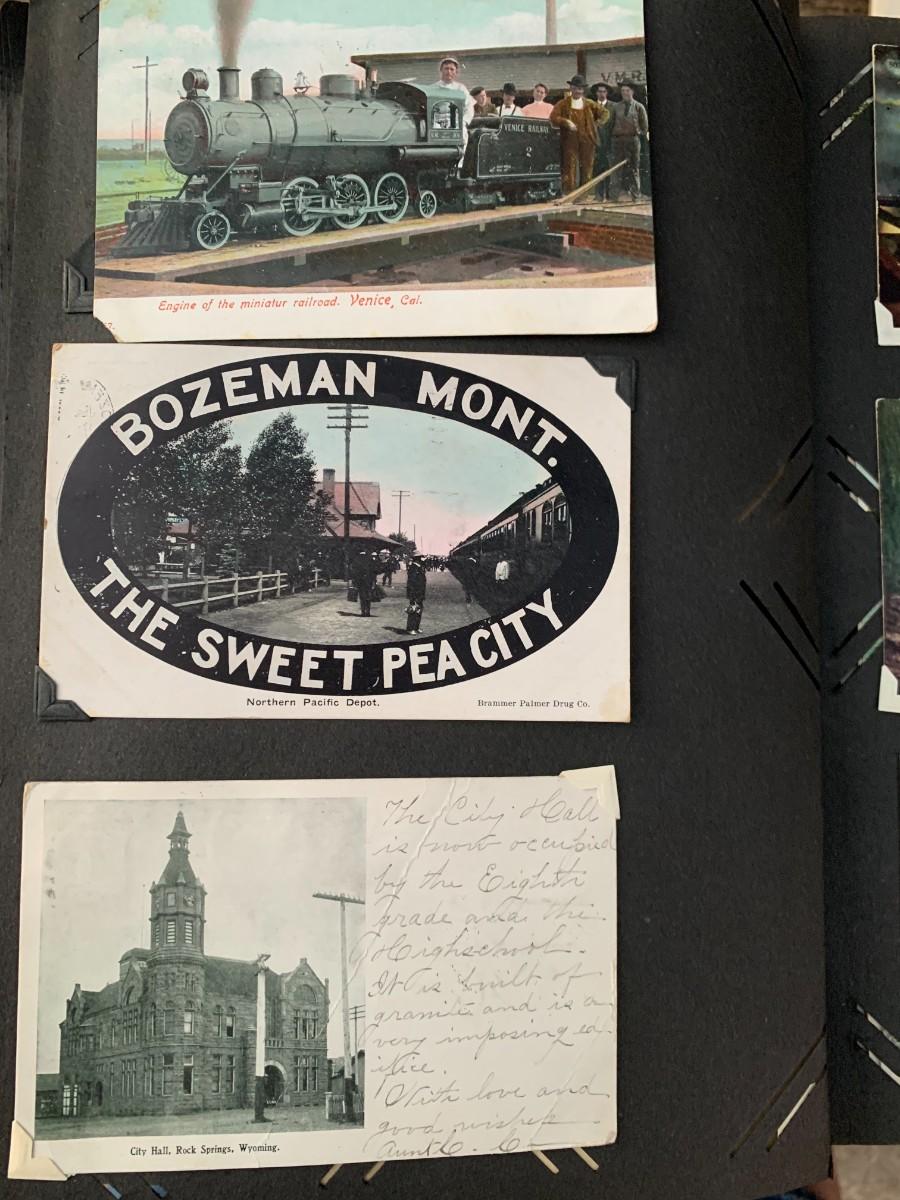 V.M.R
VENICE RAILWAY
2
Engine of the miniatur railroad. Venice, Cal.
BOZEMAN MONT.
THE SWEET PEA CITY
Northern Pacific Depot.
Brammer Palmer Drug Co.
The City Hall
is now occupied
by the Eighth
grade and the
Highschool.
It is built of
granite and is a
very imposing ed-
ifice.
With love and
good wishes
City Hall, Rock Springs, Wyoming.